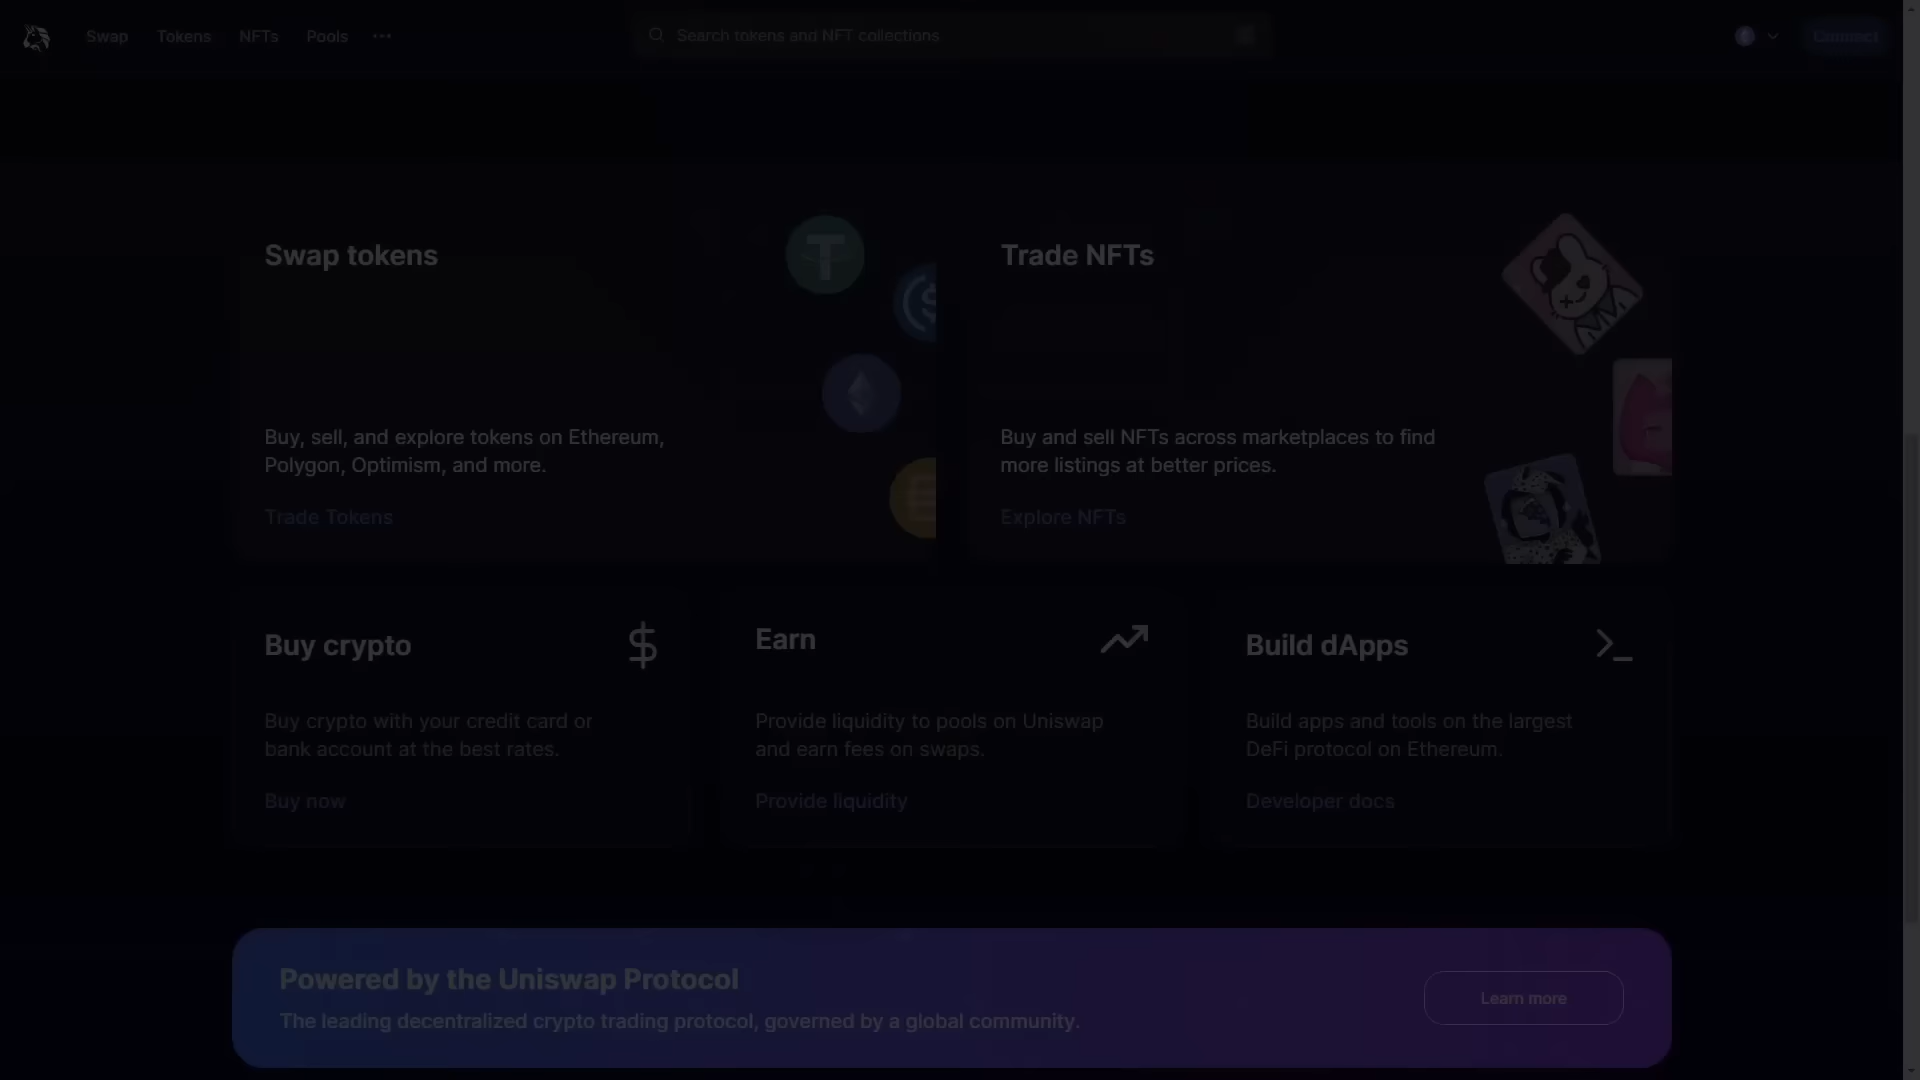 Swap
Tokens
NFTs
Pools
Search tokens and NFT collections
Connect
Swap tokens
Buy, sell, and explore tokens on Ethereum,
Polygon, Optimism, and more.
Trade Tokens
Trade NFTs
Buy and sell NFTs across marketplaces to find
more listings at better prices.
Explore NFTs
Buy crypto
Buy crypto with your credit card or
bank account at the best rates.
Buy now
Earn
Provide liquidity to pools on Uniswap
and earn fees on swaps.
Provide liquidity
Build dApps
Build apps and tools on the largest
DeFi protocol on Ethereum.
Developer docs
Powered by the Uniswap Protocol
The leading decentralized crypto trading protocol, governed by a global community.
Learn more